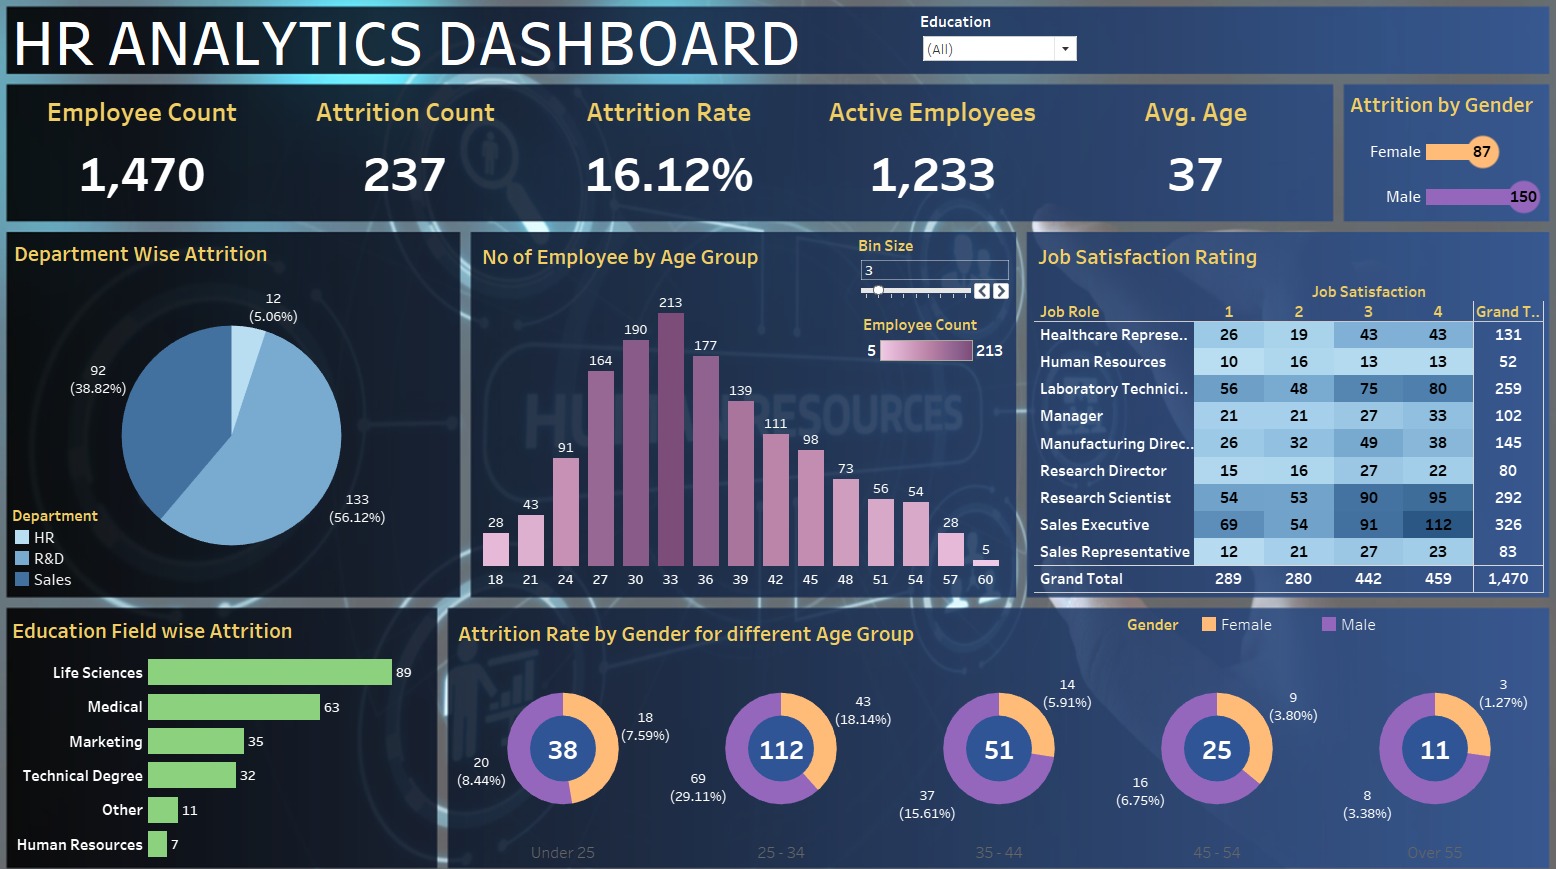 HR ANALYTICS DASHBOARD
Education
(All)
Employee Count
1,470
Attrition Count
237
Attrition Rate
16.12%
Active Employees
1,233
Avg. Age
37
Attrition by Gender
Female 87
Male 150
Department Wise Attrition
12
(5.06%)
92
(38.82%)
133
(56.12%)
Department
HR
R&D
Sales
No of Employee by Age Group
Bin Size
3
Employee Count
5 213
28 43 91 164 190 213 177 139 111 98 73 56 54 28 5
18 21 24 27 30 33 36 39 42 45 48 51 54 57 60
HUMAN RESOURCES
Job Satisfaction Rating
Job Satisfaction
Job Role 1 2 3 4 Grand T..
Healthcare Represe.. 26 19 43 43 131
Human Resources 10 16 13 13 52
Laboratory Technici.. 56 48 75 80 259
Manager 21 21 27 33 102
Manufacturing Direc.. 26 32 49 38 145
Research Director 15 16 27 22 80
Research Scientist 54 53 90 95 292
Sales Executive 69 54 91 112 326
Sales Representative 12 21 27 23 83
Grand Total 289 280 442 459 1,470
Education Field wise Attrition
Life Sciences 89
Medical 63
Marketing 35
Technical Degree 32
Other 11
Human Resources 7
Attrition Rate by Gender for different Age Group
Gender Female Male
38
18
(7.59%)
20
(8.44%)
Under 25
112
43
(18.14%)
69
(29.11%)
25 - 34
51
14
(5.91%)
37
(15.61%)
35 - 44
25
9
(3.80%)
16
(6.75%)
45 - 54
11
3
(1.27%)
8
(3.38%)
Over 55